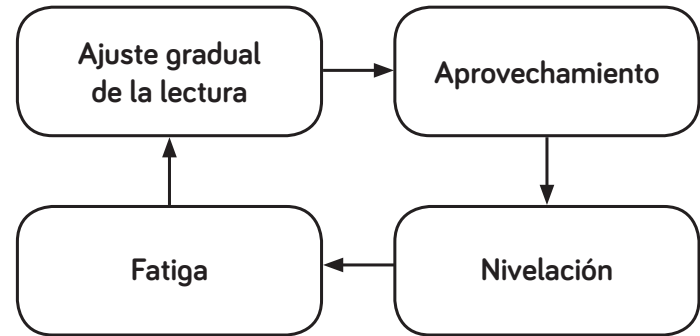 Ajuste gradual
de la lectura
Aprovechamiento
Fatiga
Nivelación